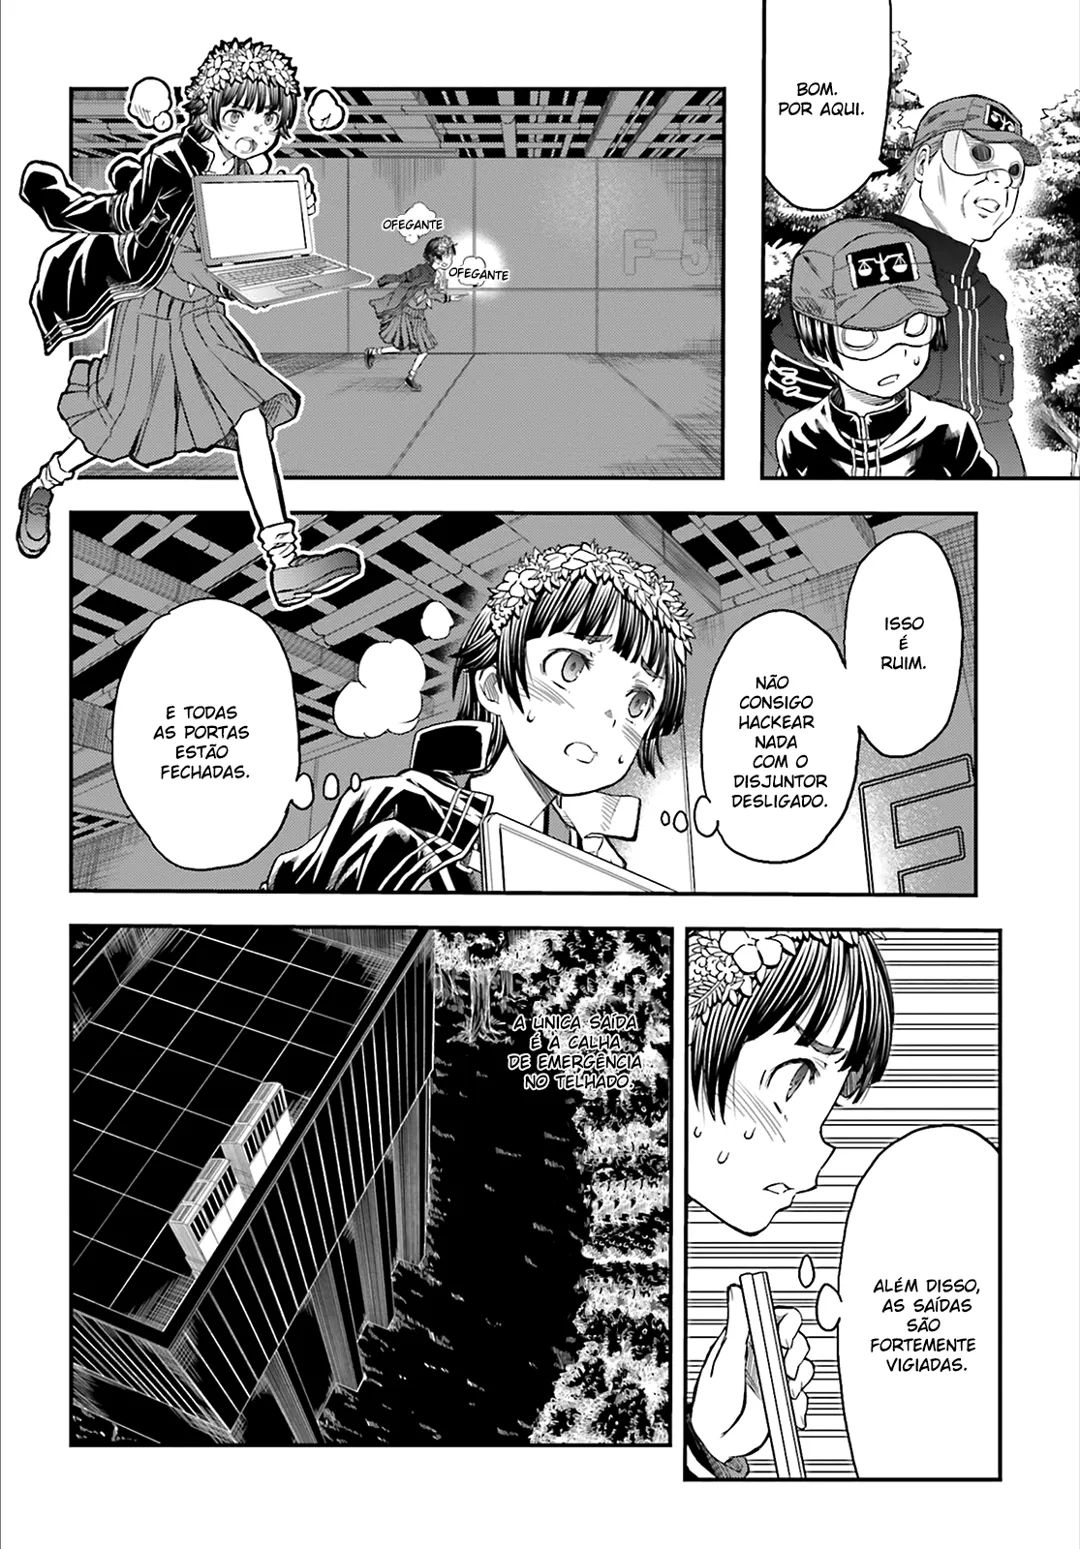 BOM.
POR AQUI.
OFEGANTE
OFEGANTE
F-5
ISSO
É
RUIM.
NÃO
CONSIGO
HACKEAR
NADA
COM O
DISJUNTOR
DESLIGADO.
E TODAS
AS PORTAS
ESTÃO
FECHADAS.
E
ALÉM DISSO,
AS SAÍDAS
SÃO
FORTEMENTE
VIGIADAS.
A ÚNICA SAÍDA
É A CALHA
DE EMERGÊNCIA
NO TELHADO.